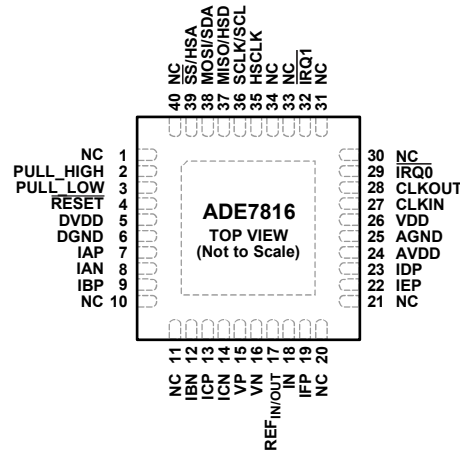 40 NC
39 SS/HSA
38 MOSI/SDA
37 MISO/HSD
36 SCLK/SCL
35 HSCLK
34 NC
33 NC
32 IRQ1
31 NC
NC 1
PULL_HIGH 2
PULL_LOW 3
RESET 4
DVDD 5
DGND 6
IAP 7
IAN 8
IBP 9
NC 10
ADE7816
TOP VIEW
(Not to Scale)
30 NC
29 IRQ0
28 CLKOUT
27 CLKIN
26 VDD
25 AGND
24 AVDD
23 IDP
22 IEP
21 NC
NC 11
IBN 12
ICP 13
ICN 14
VP 15
VN 16
REFIN/OUT 17
IN 18
IFP 19
NC 20